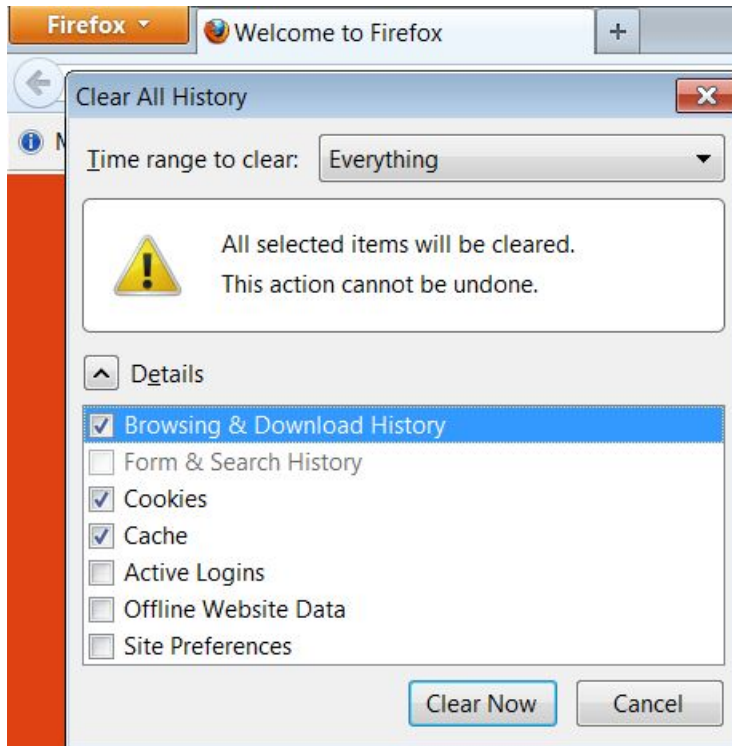 Firefox
Welcome to Firefox
Clear All History
Time range to clear: Everything
All selected items will be cleared.
This action cannot be undone.
Details
Browsing & Download History
Form & Search History
Cookies
Cache
Active Logins
Offline Website Data
Site Preferences
Clear Now Cancel